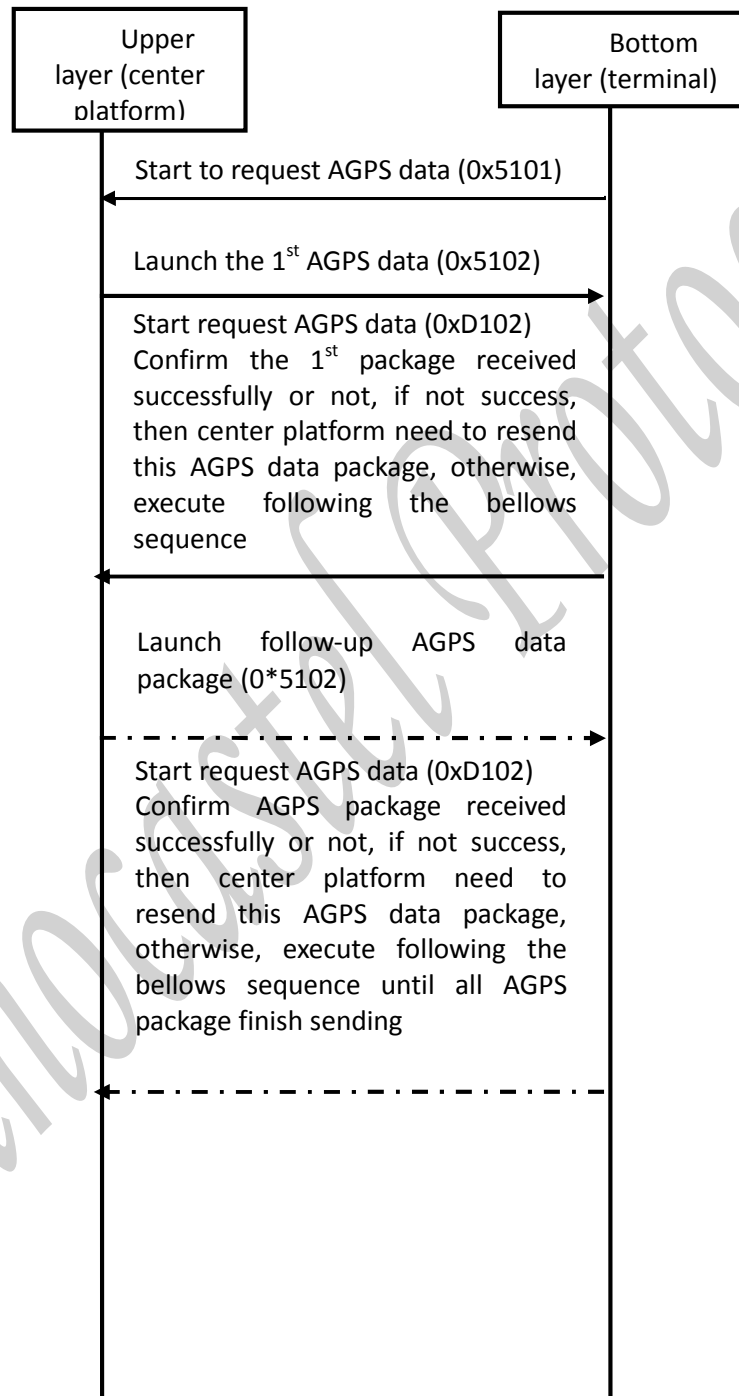 Upper
layer (center
platform)
Bottom
layer (terminal)
Start to request AGPS data (0x5101)
Launch the 1st AGPS data (0x5102)
Start request AGPS data (0xD102)
Confirm the 1st package received
successfully or not, if not success,
then center platform need to resend
this AGPS data package, otherwise,
execute following the bellows
sequence
Launch follow-up AGPS data
package (0*5102)
Start request AGPS data (0xD102)
Confirm AGPS package received
successfully or not, if not success,
then center platform need to
resend this AGPS data package,
otherwise, execute following the
bellows sequence until all AGPS
package finish sending